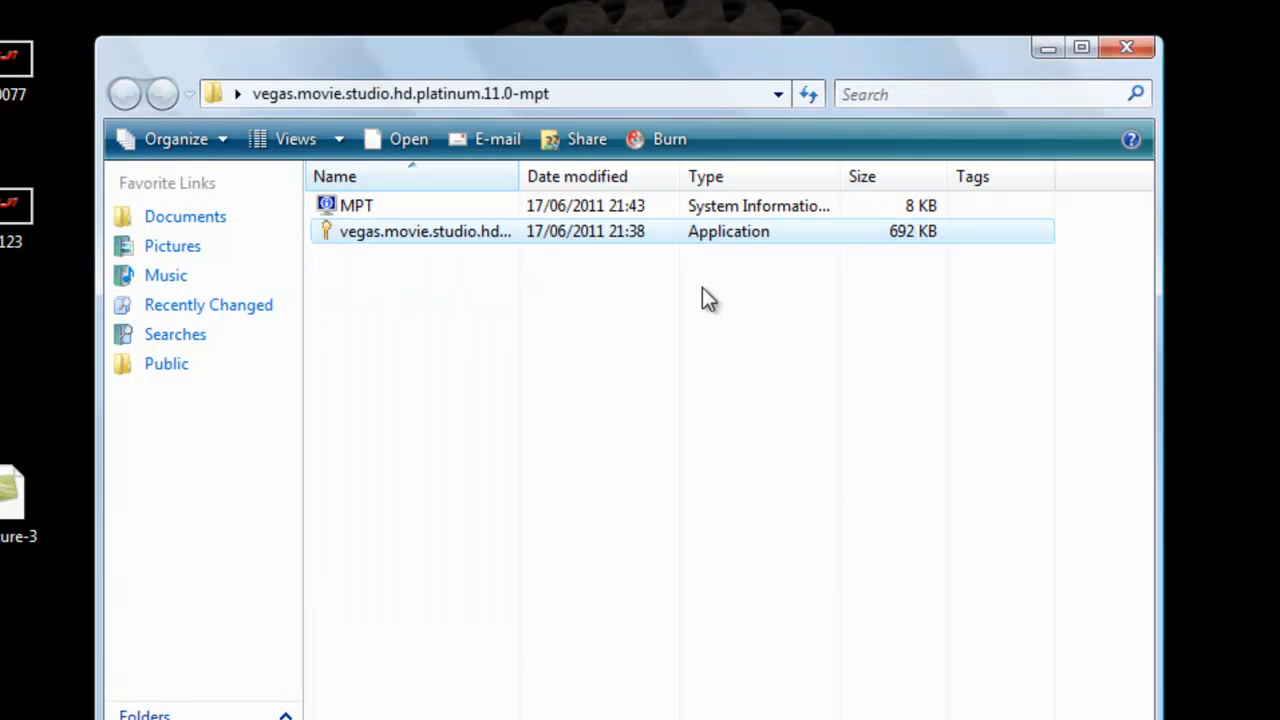 vegas.movie.studio.hd.platinum.11.0-mpt
Search
Organize Views Open E-mail Share Burn
Favorite Links
Documents
Pictures
Music
Recently Changed
Searches
Public
Folders
Name Date modified Type Size Tags
MPT 17/06/2011 21:43 System Informatio... 8 KB
vegas.movie.studio.hd... 17/06/2011 21:38 Application 692 KB
0077
123
ure-3